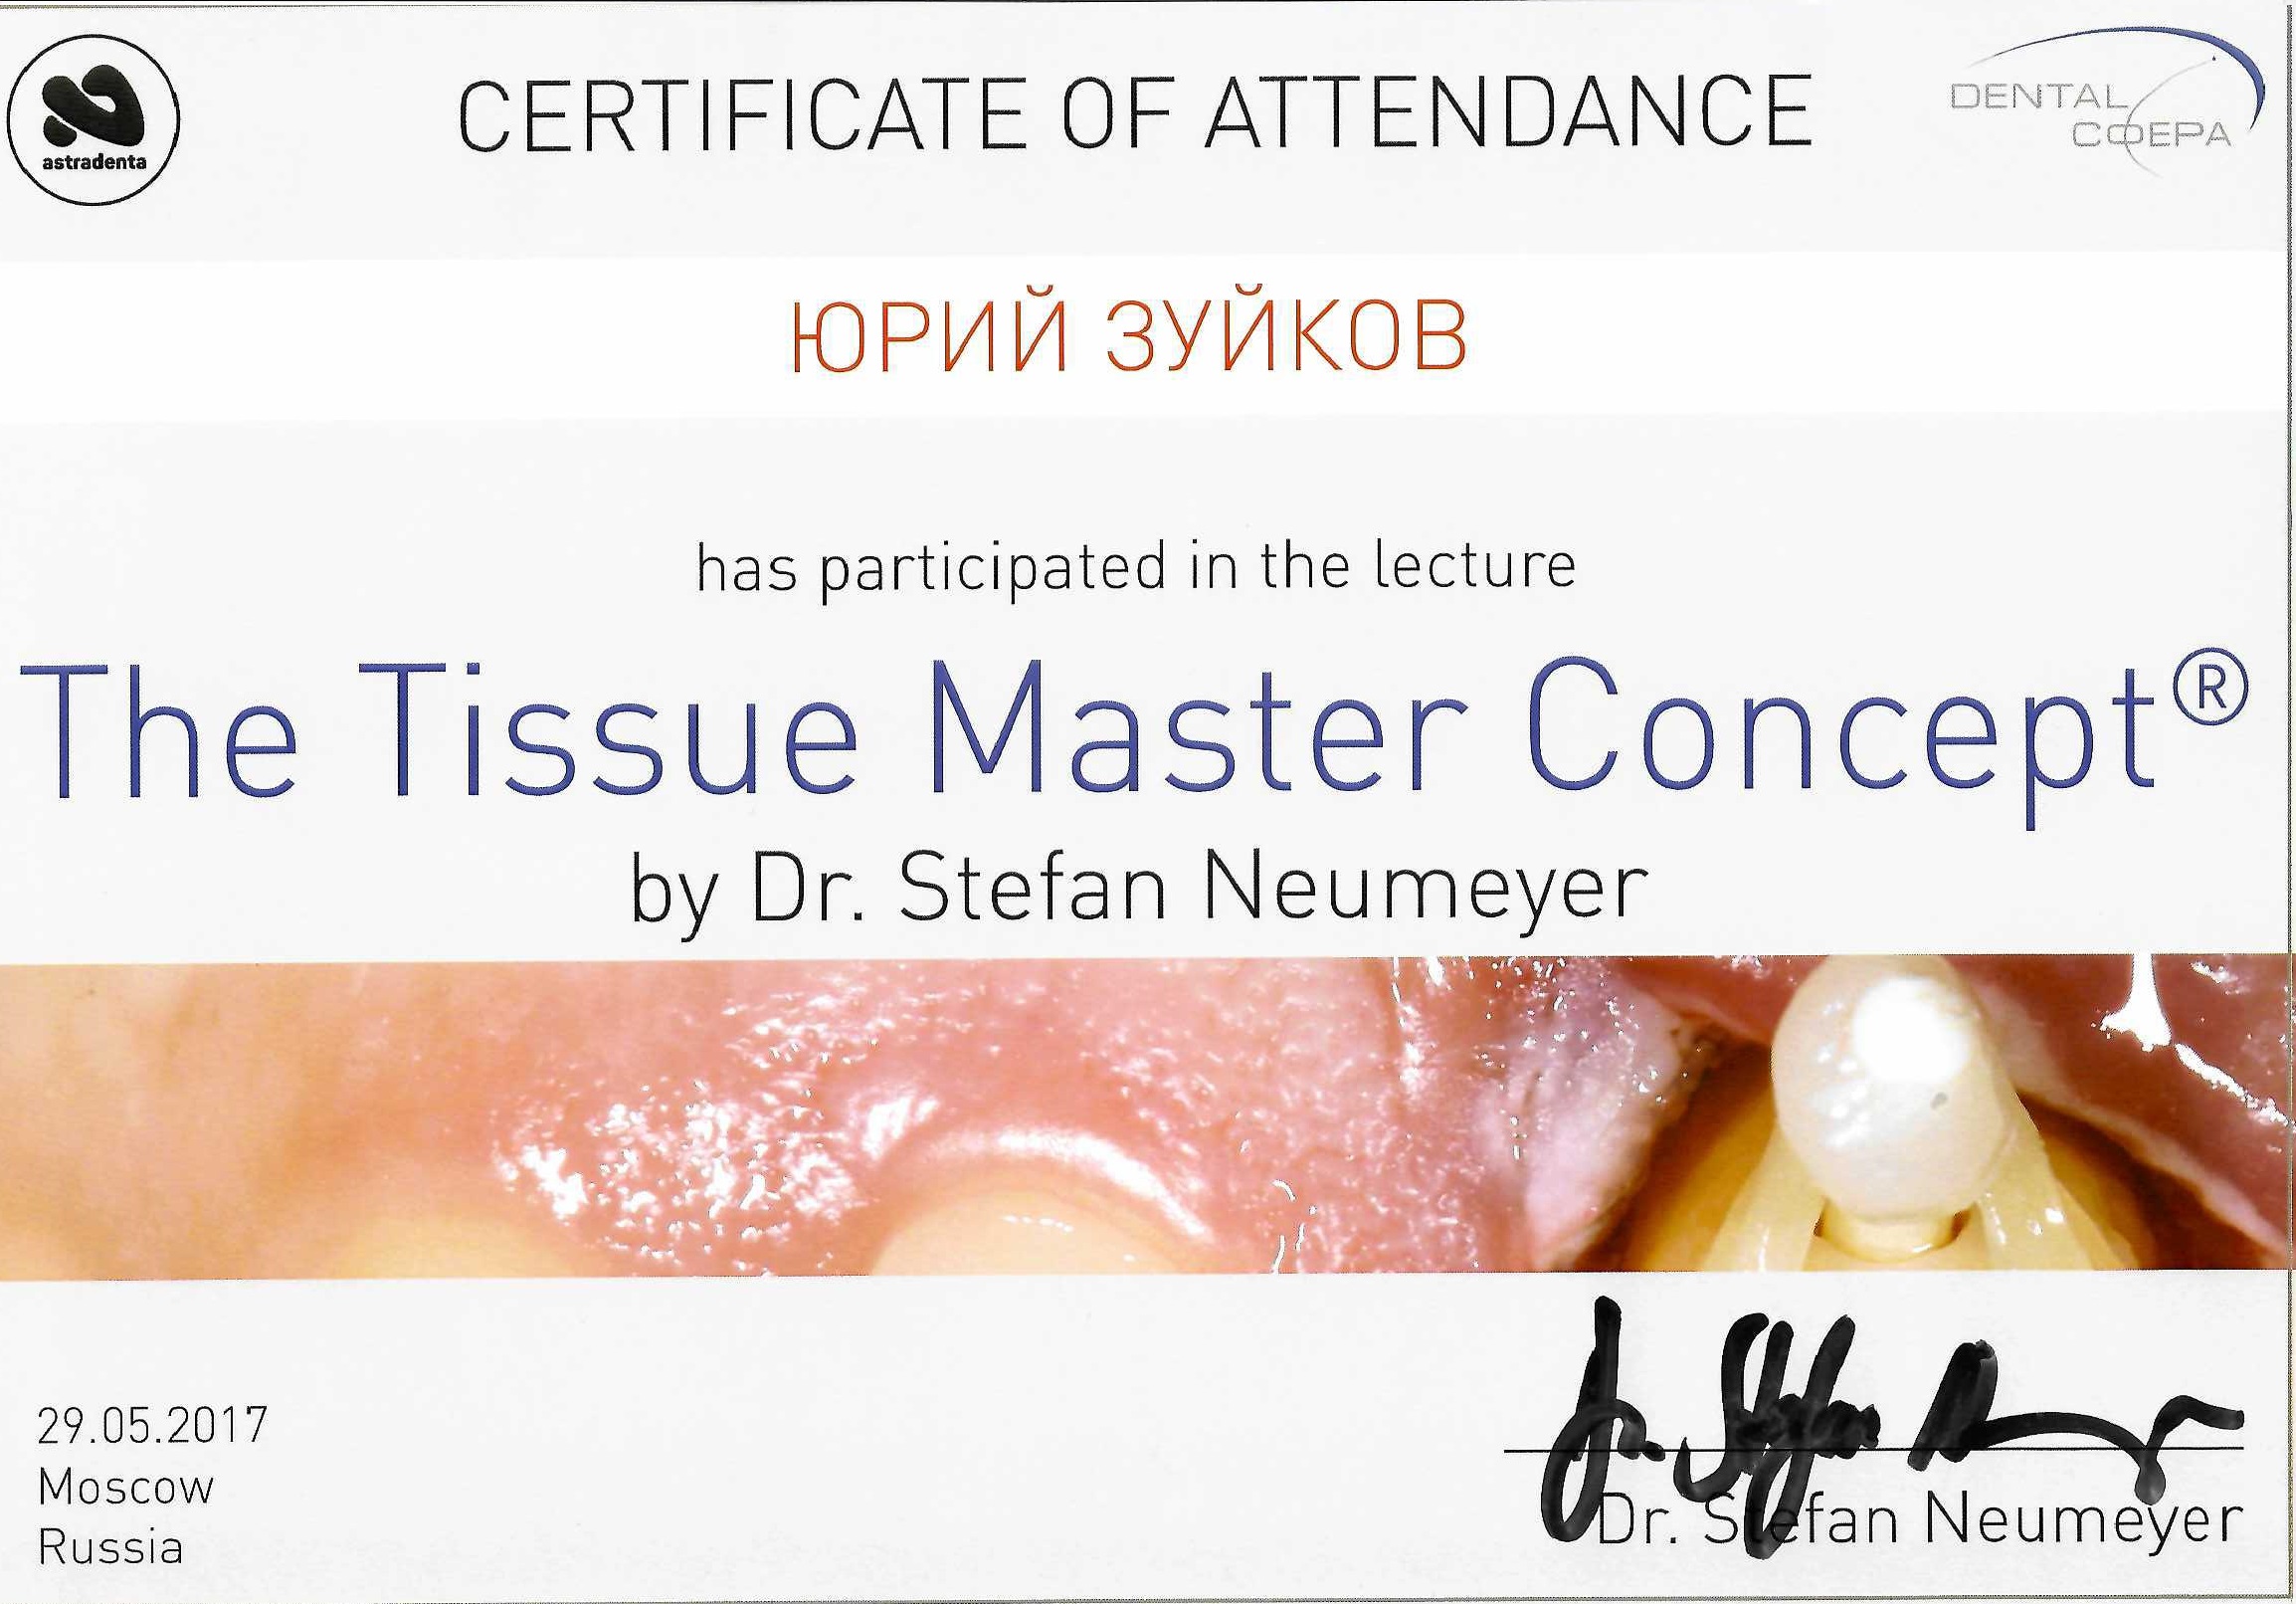 astradenta
CERTIFICATE OF ATTENDANCE
DENTAL
СФЕРА
ЮРИЙ ЗУЙКОВ
has participated in the lecture
The Tissue Master Concept®
by Dr. Stefan Neumeyer
29.05.2017
Moscow
Russia
Dr. Stefan Neumeyer